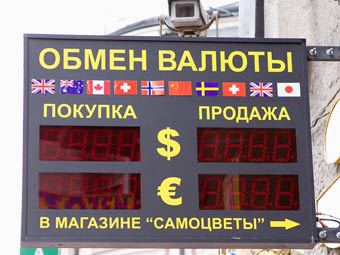 ОБМЕН ВАЛЮТЫ
ПОКУПКА ПРОДАЖА
$
€
В МАГАЗИНЕ “САМОЦВЕТЫ” →